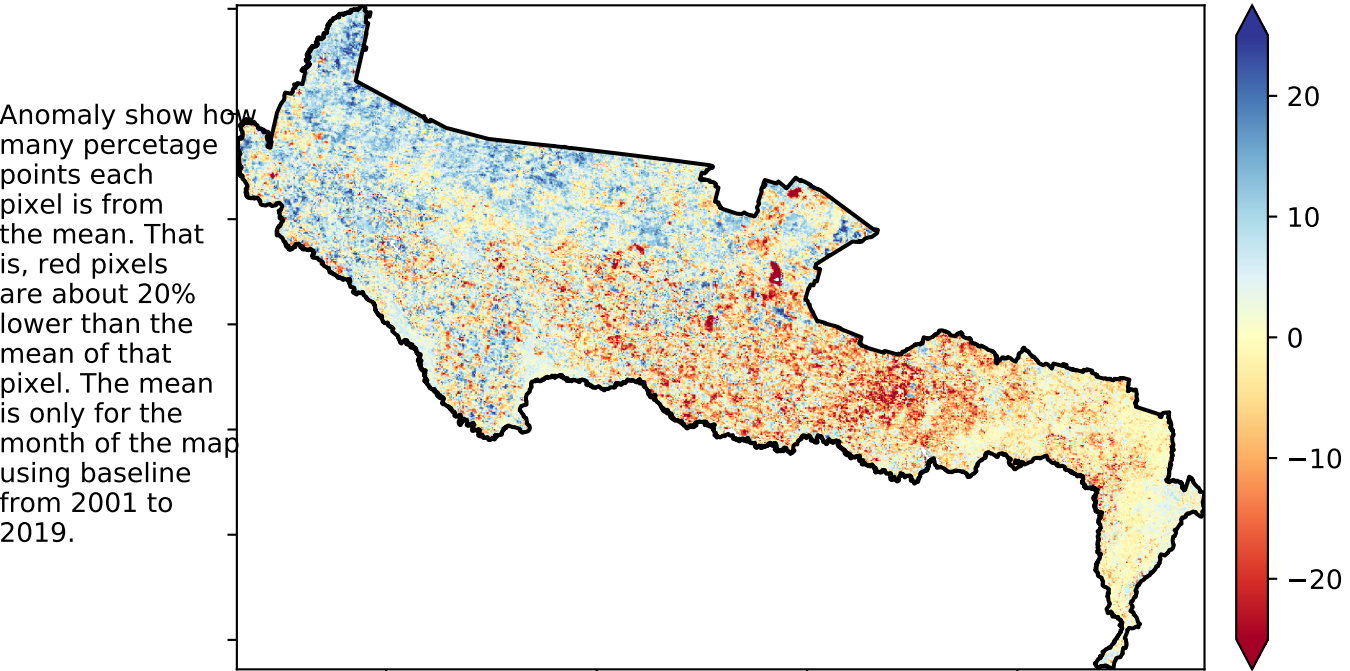 Anomaly show how
many percetage
points each
pixel is from
the mean. That
is, red pixels
are about 20%
lower than the
mean of that
pixel. The mean
is only for the
month of the map
using baseline
from 2001 to
2019.
20
10
0
−10
−20